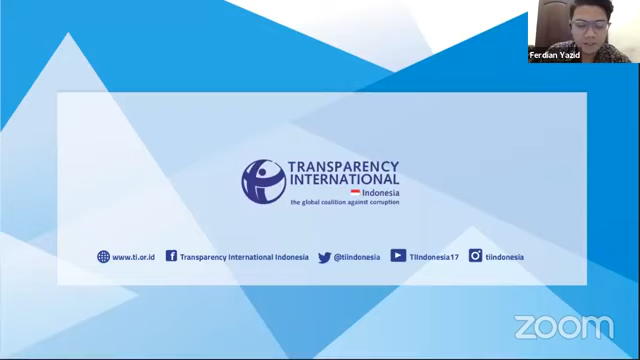 Ferdian Yazid
TRANSPARENCY
INTERNATIONAL
Indonesia
the global coalition against corruption
www.ti.or.id
Transparency International Indonesia
@tiindonesia
TIIndonesia17
tiindonesia
zoom